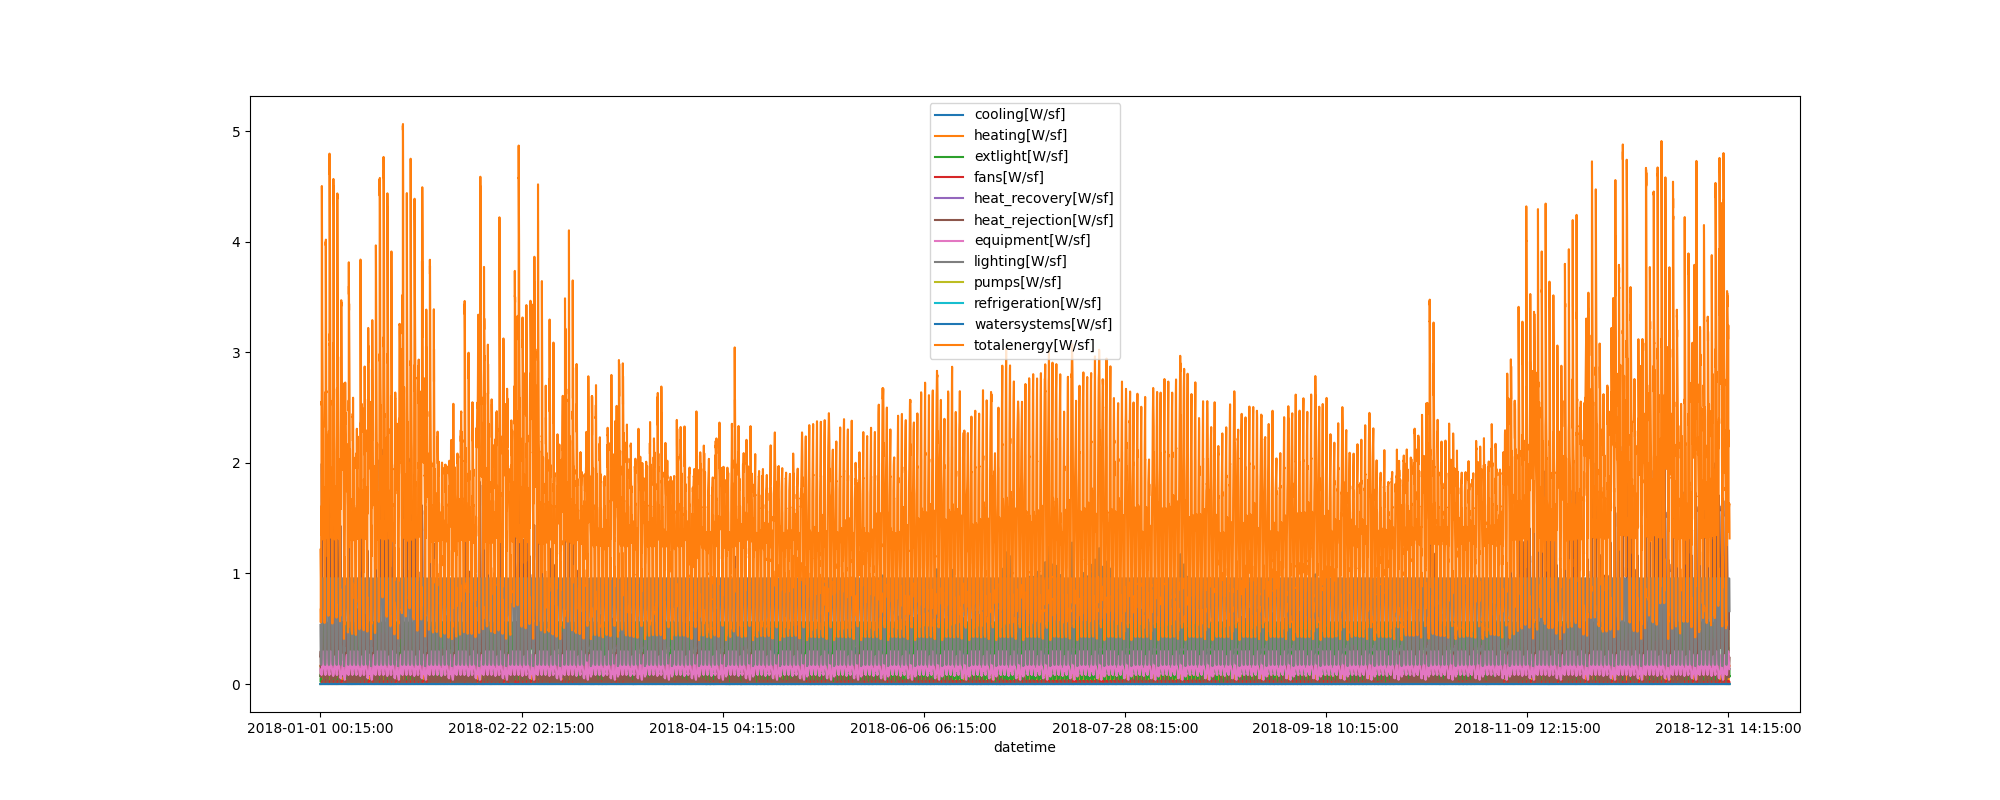 cooling[W/sf]
heating[W/sf]
extlight[W/sf]
fans[W/sf]
heat_recovery[W/sf]
heat_rejection[W/sf]
equipment[W/sf]
lighting[W/sf]
pumps[W/sf]
refrigeration[W/sf]
watersystems[W/sf]
totalenergy[W/sf]
5
4
3
2
1
0
2018-01-01 00:15:00 2018-02-22 02:15:00 2018-04-15 04:15:00 2018-06-06 06:15:00 2018-07-28 08:15:00 2018-09-18 10:15:00 2018-11-09 12:15:00 2018-12-31 14:15:00
datetime